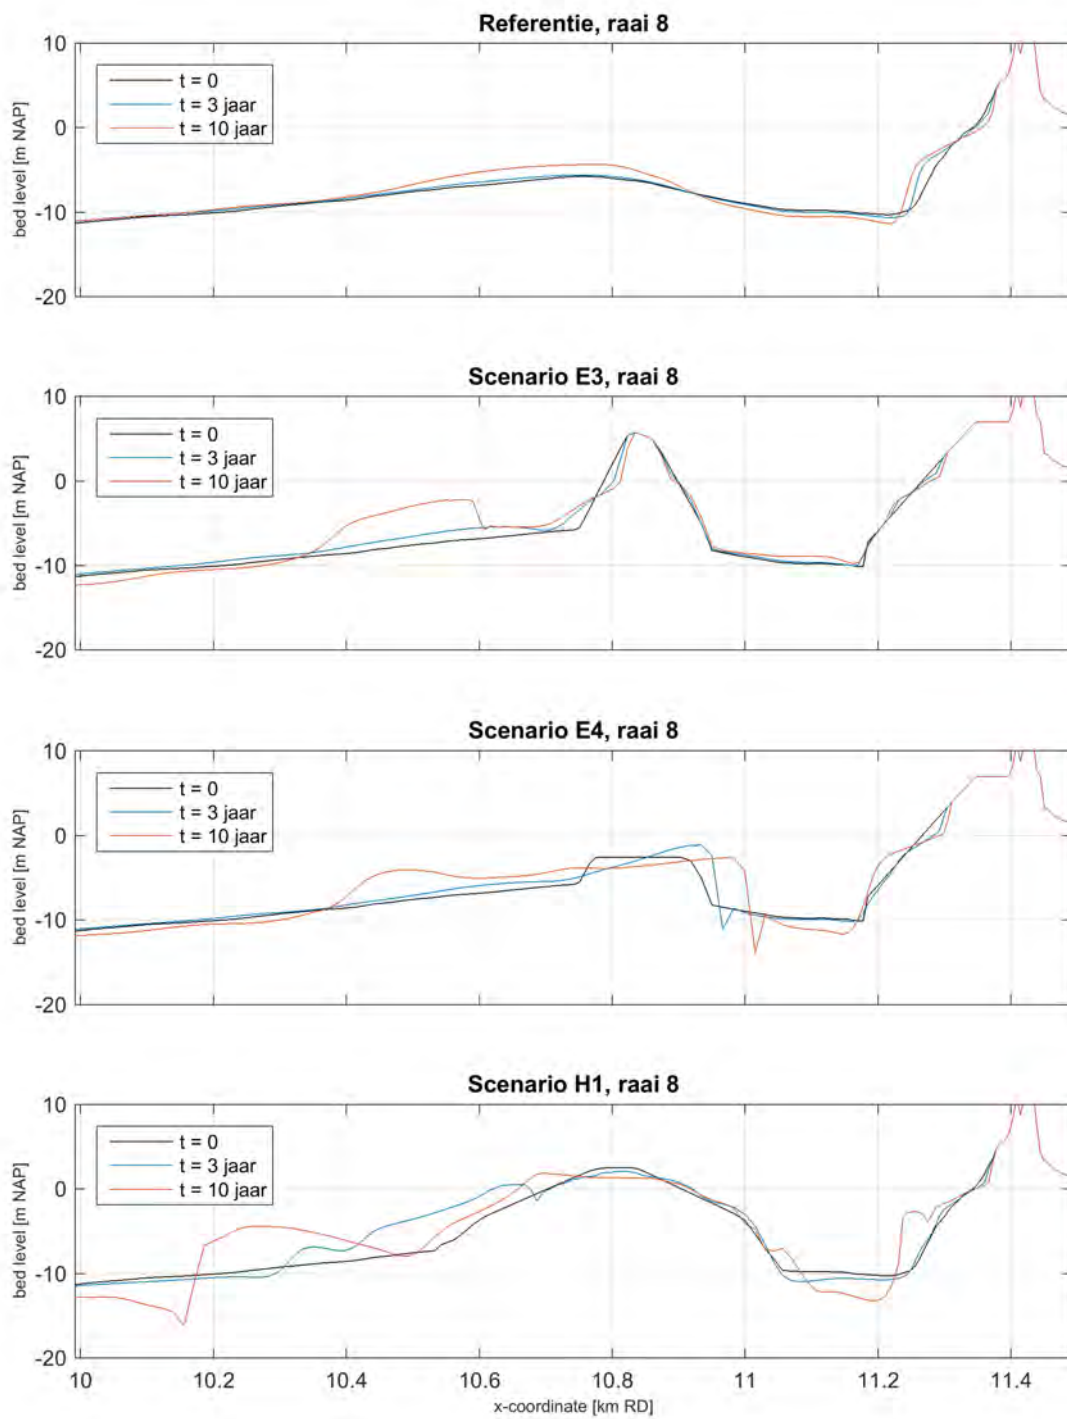 Referentie, raai 8
10
0
-10
-20
bed level [m NAP]
t = 0
t = 3 jaar
t = 10 jaar
Scenario E3, raai 8
10
0
-10
-20
bed level [m NAP]
t = 0
t = 3 jaar
t = 10 jaar
Scenario E4, raai 8
10
0
-10
-20
bed level [m NAP]
t = 0
t = 3 jaar
t = 10 jaar
Scenario H1, raai 8
10
0
-10
-20
bed level [m NAP]
t = 0
t = 3 jaar
t = 10 jaar
10 10.2 10.4 10.6 10.8 11 11.2 11.4
x-coordinate [km RD]